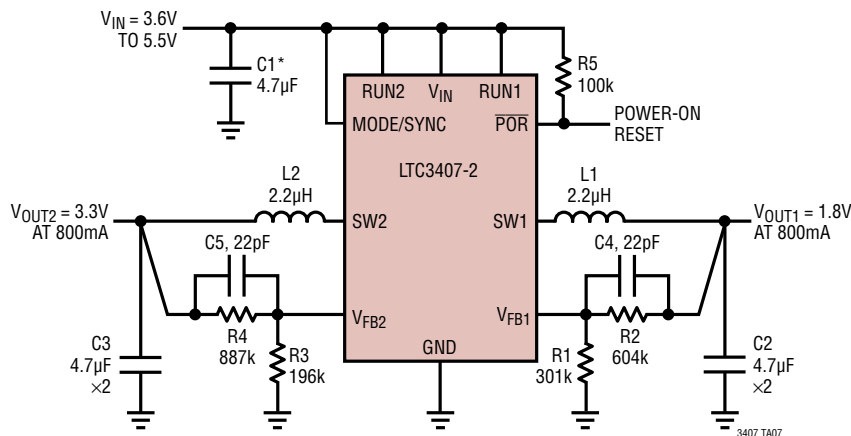 VIN = 3.6V
TO 5.5V
C1*
4.7µF
R5
100k
RUN2
VIN
RUN1
MODE/SYNC
POR
POWER-ON
RESET
LTC3407-2
L2
2.2µH
L1
2.2µH
VOUT2 = 3.3V
AT 800mA
SW2
SW1
VOUT1 = 1.8V
AT 800mA
C5, 22pF
C4, 22pF
VFB2
VFB1
R4
887k
R2
604k
GND
C3
4.7µF
×2
R3
196k
R1
301k
C2
4.7µF
×2
3407 TA07